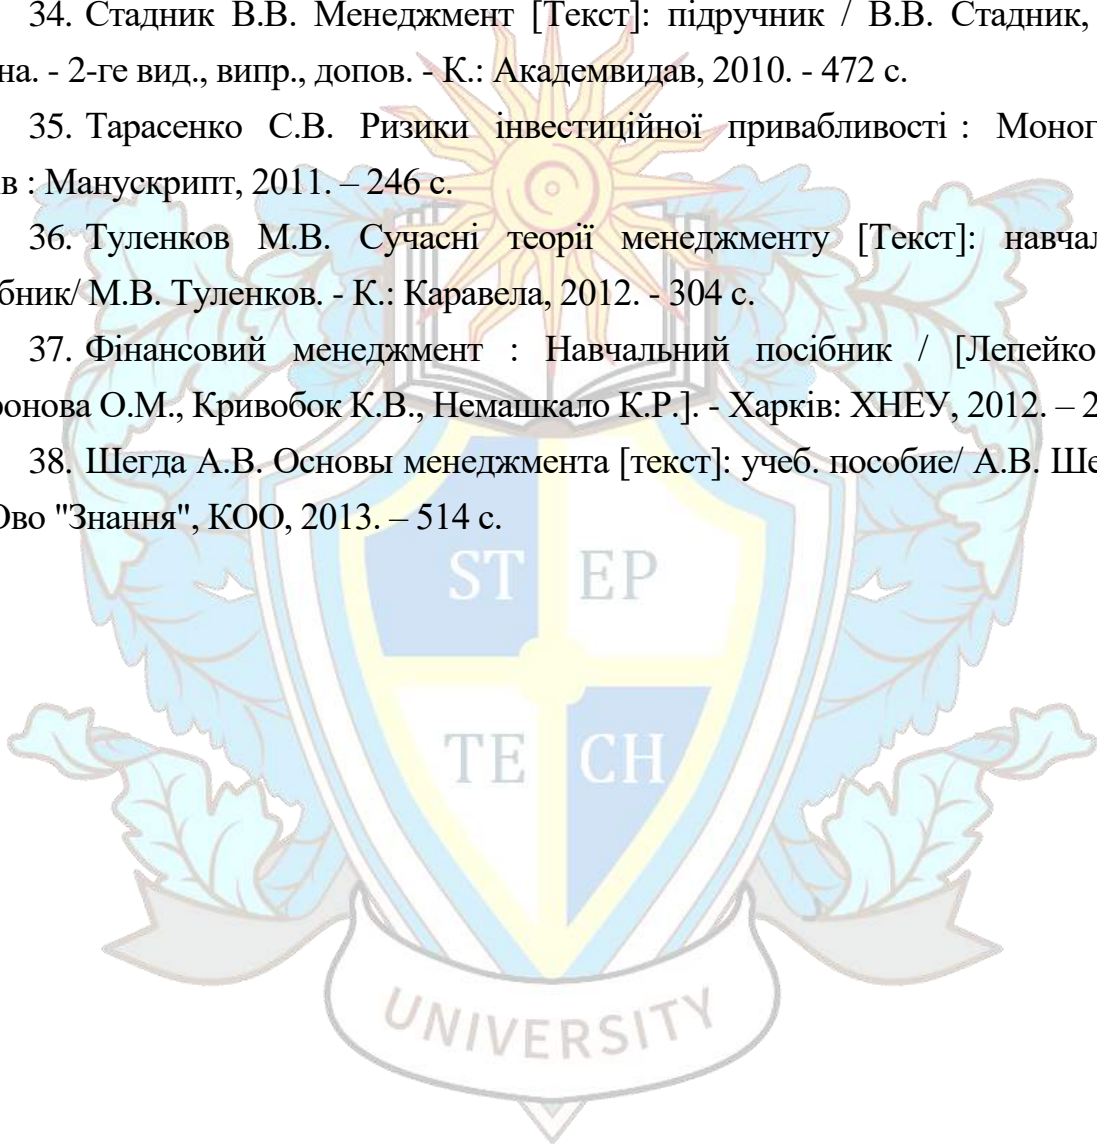 34. Стадник В.В. Менеджмент [Текст]: підручник / В.В. Стадник,
на. - 2-ге вид., випр., допов. - К.: Академвидав, 2010. - 472 с.
35. Тарасенко С.В. Ризики інвестиційної привабливості : Моног
ів : Манускрипт, 2011. – 246 с.
36. Туленков М.В. Сучасні теорії менеджменту [Текст]: навчал
бник/ М.В. Туленков. - К.: Каравела, 2012. - 304 с.
37. Фінансовий менеджмент : Навчальний посібник / [Лепейко
ронова О.М., Кривобок К.В., Немашкало К.Р.]. - Харків: ХНЕУ, 2012. – 2
38. Шегда А.В. Основы менеджмента [текст]: учеб. пособие/ А.В. Ше
Ово "Знання", КОО, 2013. – 514 с.
ST EP
TE CH
UNIVERSITY